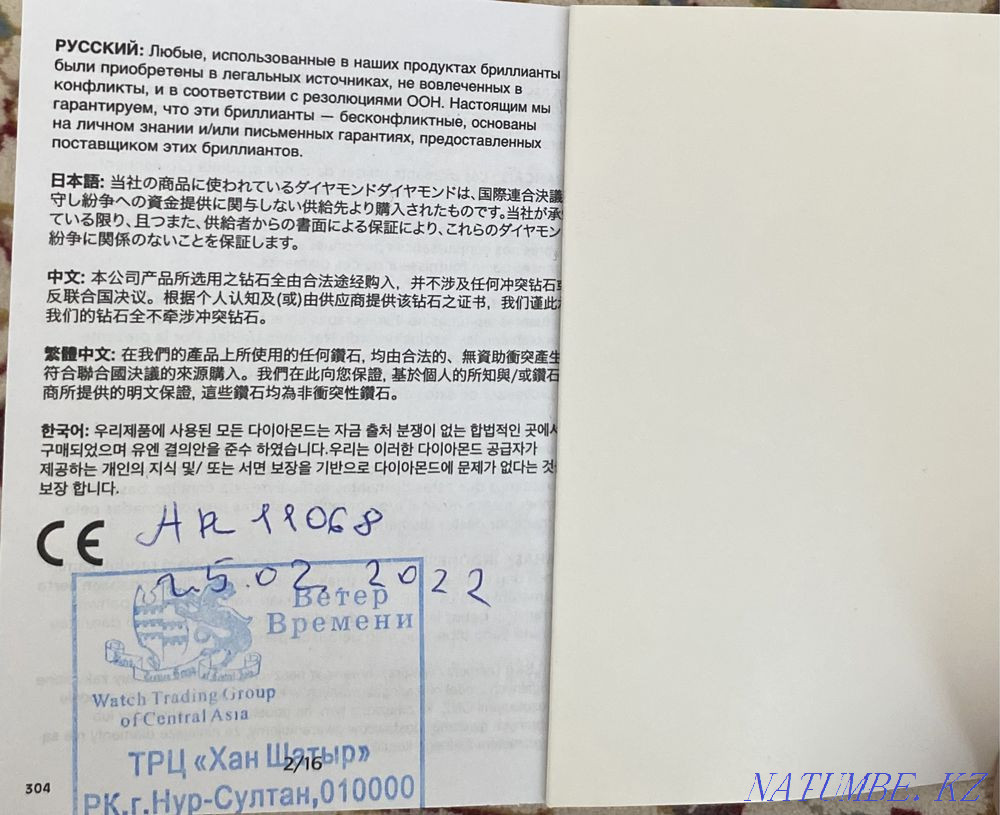 РУССКИЙ: Любые, использованные в наших продуктах бриллианты
были приобретены в легальных источниках, не вовлеченных в
конфликты, и в соответствии с резолюциями ООН. Настоящим мы
гарантируем, что эти бриллианты — бесконфликтные, основаны
на личном знании и/или письменных гарантиях, предоставленных
поставщиком этих бриллиантов.
日本語: 当社の商品に使われているダイヤモンドダイヤモンドは、国際連合決議
守し紛争への資金提供に関与しない供給先より購入されたものです。当社が承
ている限り、且つまた、供給者からの書面による保証により、これらのダイヤモン
紛争に関係のないことを保証します。
中文: 本公司产品所选用之钻石全由合法途经购入，并不涉及任何冲突钻石
反联合国决议。根据个人认知及(或)由供应商提供该钻石之证书，我们谨此
我们的钻石全不牵涉冲突钻石。
繁體中文: 在我們的產品上所使用的任何鑽石, 均由合法的、無資助衝突產生
符合聯合國決議的來源購入。我們在此向您保證, 基於個人的所知與/或鑽石
商所提供的明文保證, 這些鑽石均為非衝突性鑽石。
한국어: 우리제품에 사용된 모든 다이아몬드는 자금 출처 분쟁이 없는 합법적인 곳에서
구매되었으며 유엔 결의안을 준수 하였습니다.우리는 이러한 다이아몬드 공급자가
제공하는 개인의 지식 및/ 또는 서면 보장을 기반으로 다이아몬드에 문제가 없다는 것
보장 합니다.
CE AR 11068
25.02.2022
Ветер
Времени
Watch Trading Group
of Central Asia
ТРЦ «Хан Шатыр»
2/16
304
РК,г.Нур-Султан,010000
NATUMBE.KZ